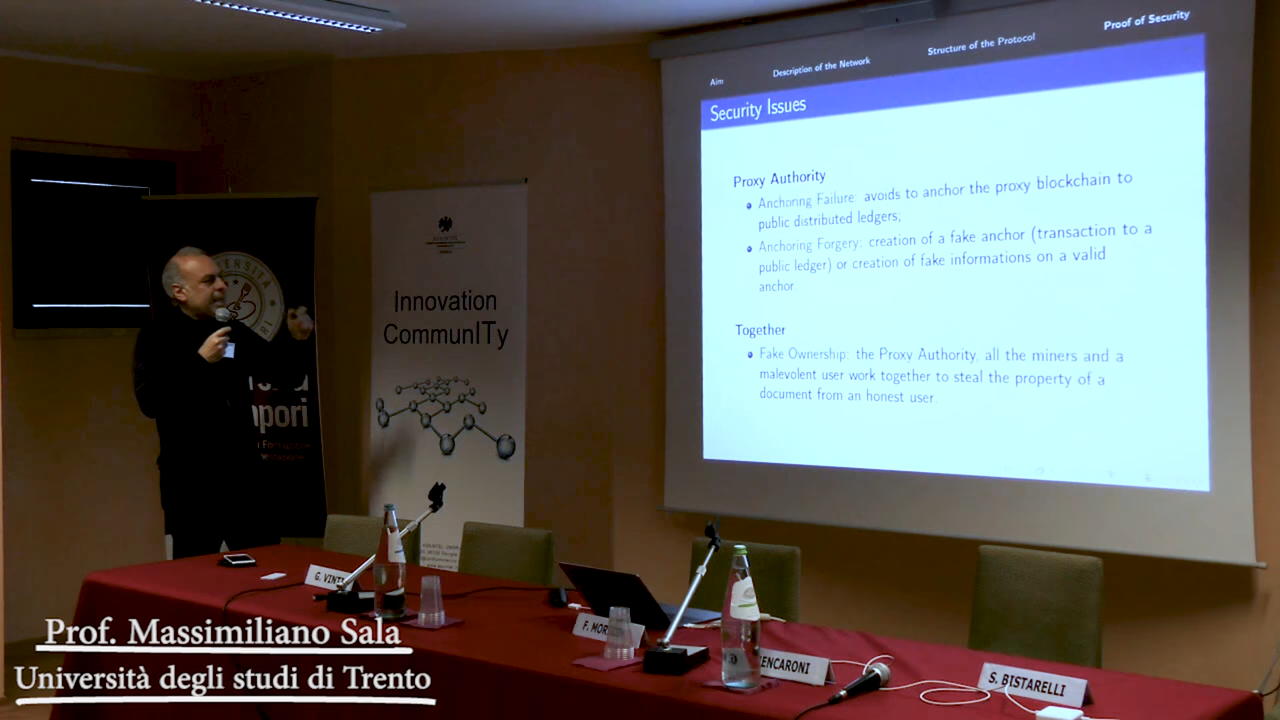 Aim
Description of the Network
Structure of the Protocol
Proof of Security
Security Issues
Proxy Authority
Anchoring Failure: avoids to anchor the proxy blockchain to
public distributed ledgers;
Anchoring Forgery: creation of a fake anchor (transaction to a
public ledger) or creation of fake informations on a valid
anchor
Together
Fake Ownership: the Proxy Authority, all the miners and a
malevolent user work together to steal the property of a
document from an honest user.
Innovation
CommunITy
G. VINTI
F. MOR
ENCARONI
S. BISTARELLI
Prof. Massimiliano Sala
Università degli studi di Trento